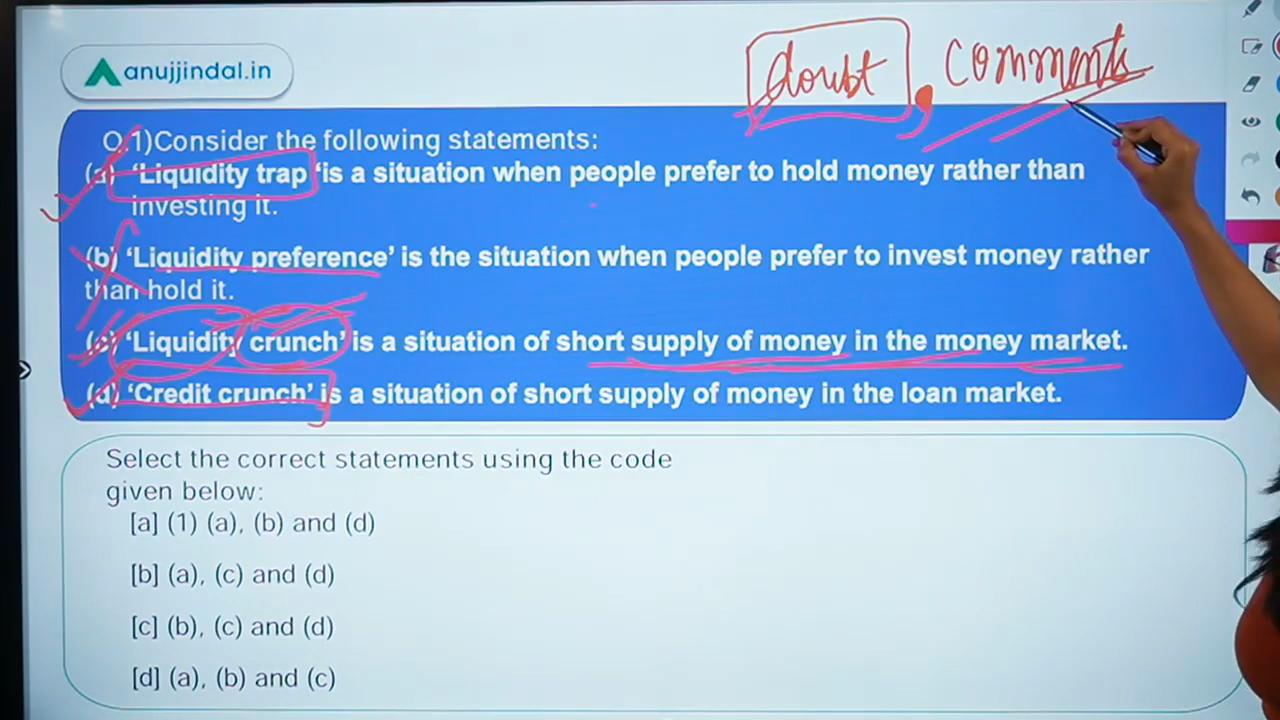 anujjindal.in
doubt, comments
Q.1)Consider the following statements:
(a) 'Liquidity trap 'is a situation when people prefer to hold money rather than
investing it.
(b) 'Liquidity preference' is the situation when people prefer to invest money rather
than hold it.
(c) 'Liquidity crunch' is a situation of short supply of money in the money market.
(d) 'Credit crunch' is a situation of short supply of money in the loan market.
Select the correct statements using the code
given below:
[a] (1) (a), (b) and (d)
[b] (a), (c) and (d)
[c] (b), (c) and (d)
[d] (a), (b) and (c)